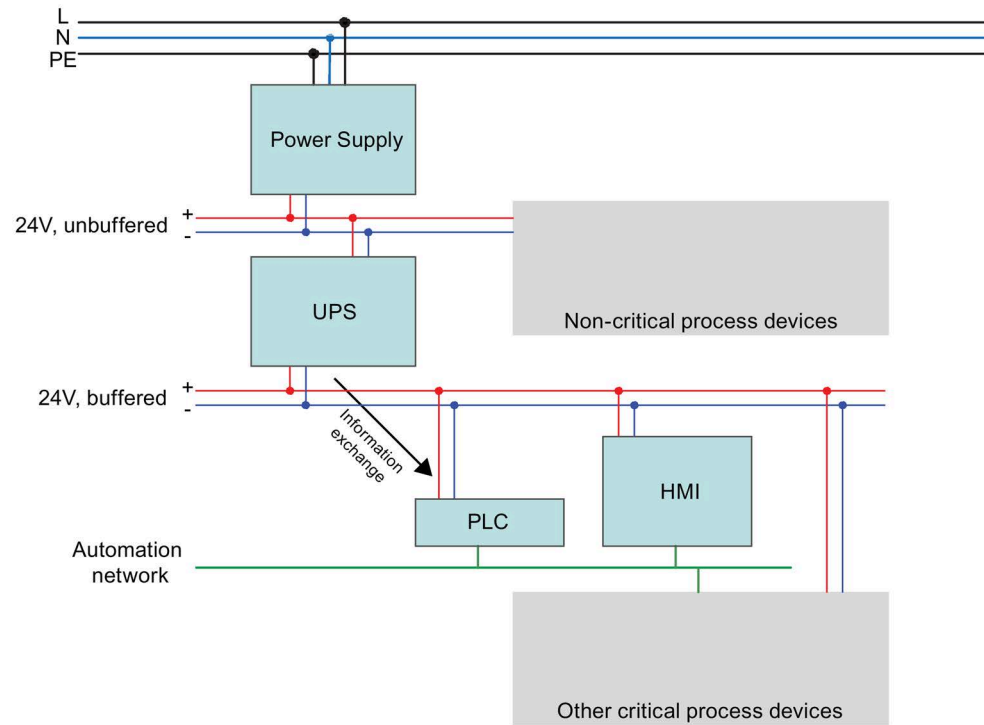 L
N
PE
Power Supply
24V, unbuffered
+
-
UPS
Non-critical process devices
24V, buffered
+
-
Information
exchange
HMI
PLC
Automation
network
Other critical process devices